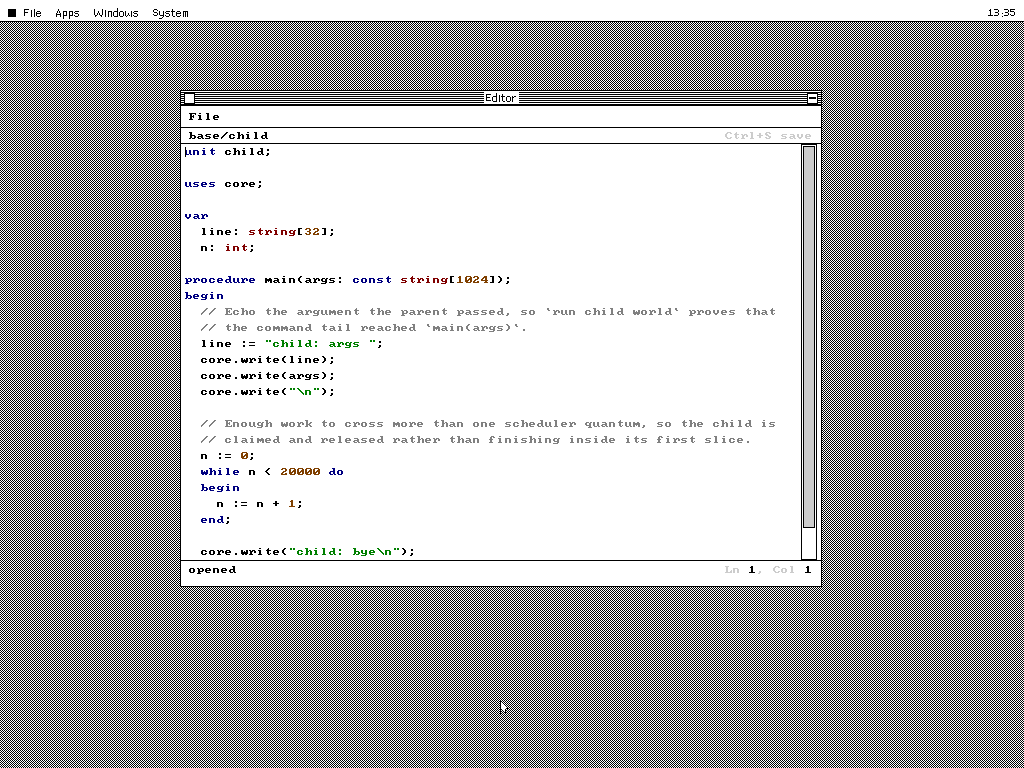 File Apps Windows System 13:35
Editor
File
base/child Ctrl+S save
unit child;
uses core;
var
line: string[32];
n: int;
procedure main(args: const string[1024]);
begin
// Echo the argument the parent passed, so `run child world` proves that
// the command tail reached `main(args)`.
line := "child: args ";
core.write(line);
core.write(args);
core.write("\n");
// Enough work to cross more than one scheduler quantum, so the child is
// claimed and released rather than finishing inside its first slice.
n := 0;
while n < 20000 do
begin
n := n + 1;
end;
core.write("child: bye\n");
opened Ln 1, Col 1